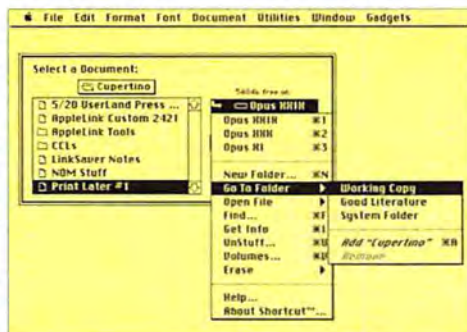 File Edit Format Font Document Utilities Window Gadgets
Select a Document:
Cupertino
5/20 UserLand Press ...
AppleLink Custom 2421
AppleLink Tools
CCLs
LinkSaver Notes
NOM Stuff
Print Later #1
free on
Opus XXIX
Opus XXIX ⌘1
Opus XXX ⌘2
Opus XI ⌘3
New Folder... ⌘N
Go To Folder
Open File
Find... ⌘F
Get Info ⌘I
UnStuff... ⌘U
Volumes...
Erase
Help...
About Shortcut™...
Working Copy
Good Literature
System Folder
Add "Cupertino" ⌘A
Remove